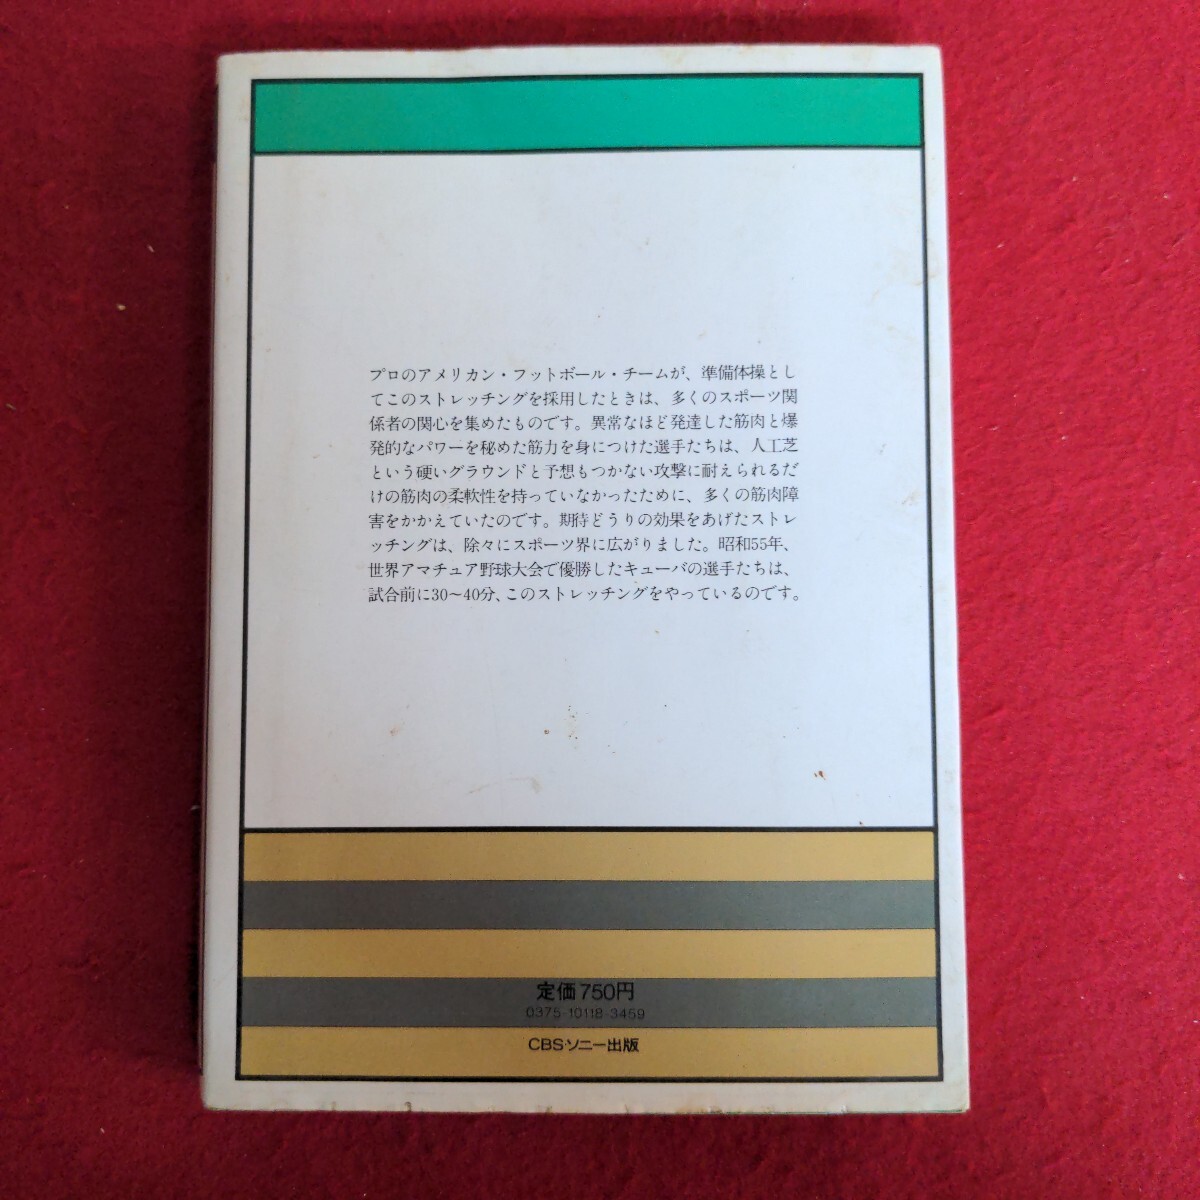 プロのアメリカン・フットボール・チームが、準備体操とし
てこのストレッチングを採用したときは、多くのスポーツ関
係者の関心を集めたものです。異常なほど発達した筋肉と爆
発的なパワーを秘めた筋力を身につけた選手たちは、人工芝
という硬いグラウンドと予想もつかない攻撃に耐えられるだ
けの筋肉の柔軟性を持っていなかったために、多くの筋肉障
害をかかえていたのです。期待どうりの効果をあげたストレ
ッチングは、除々にスポーツ界に広がりました。昭和55年、
世界アマチュア野球大会で優勝したキューバの選手たちは、
試合前に30〜40分、このストレッチングをやっているのです。
定価750円
0375-10118-3459
CBS・ソニー出版